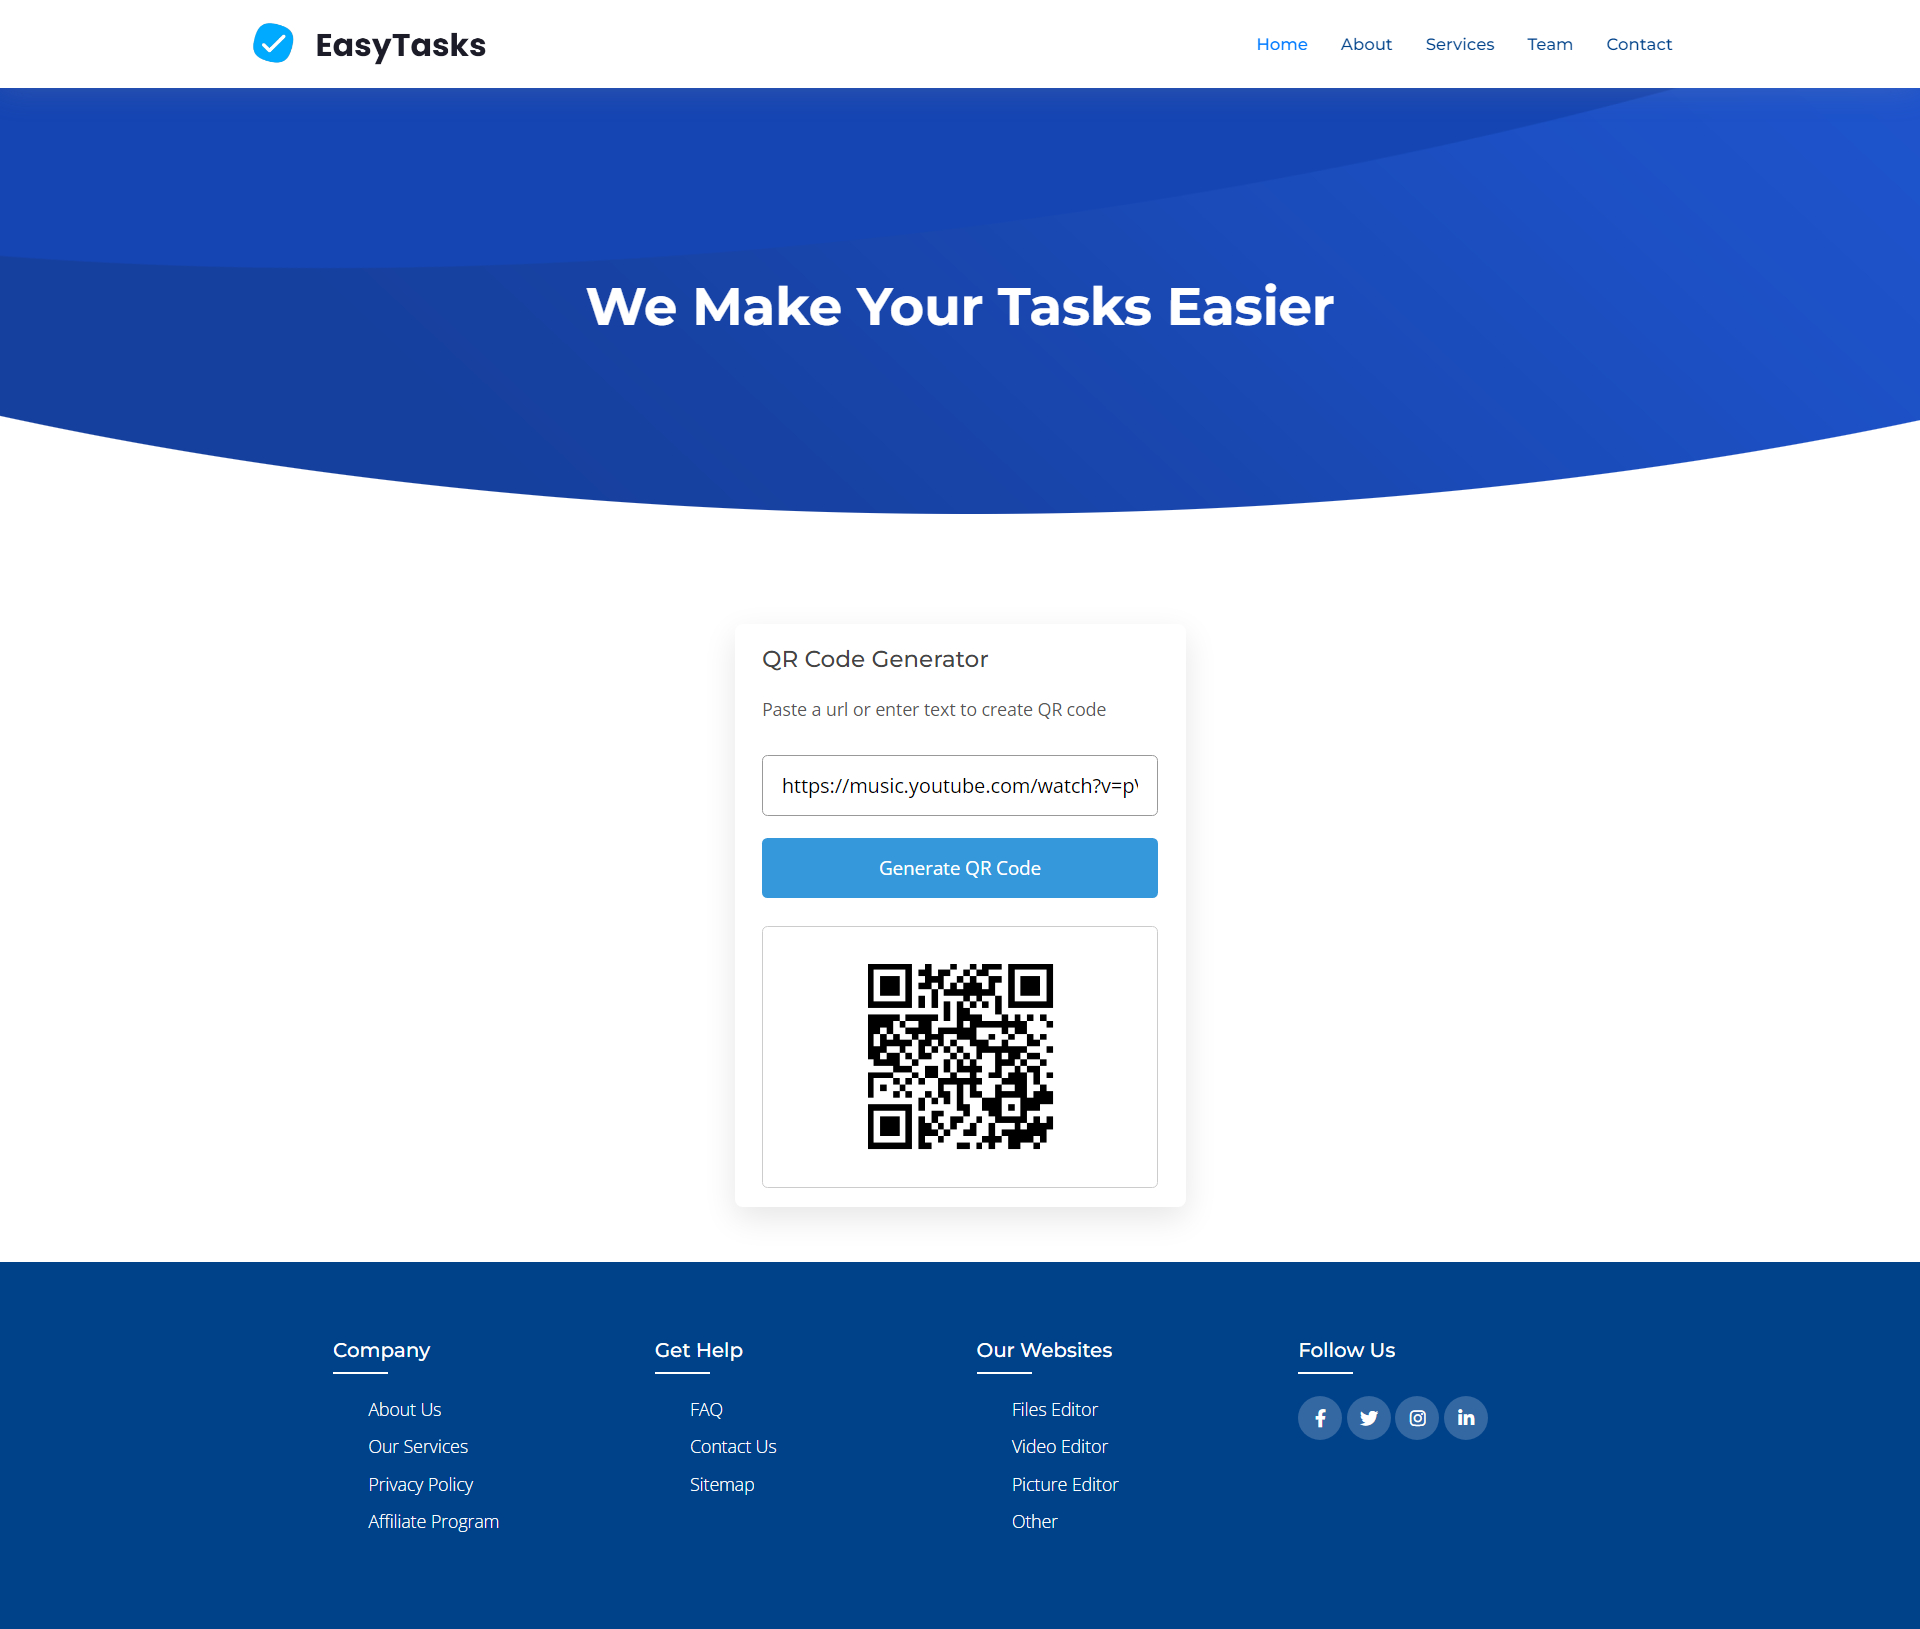 EasyTasks
Home About Services Team Contact
We Make Your Tasks Easier
QR Code Generator
Paste a url or enter text to create QR code
https://music.youtube.com/watch?v=p
Generate QR Code
Company
About Us
Our Services
Privacy Policy
Affiliate Program
Get Help
FAQ
Contact Us
Sitemap
Our Websites
Files Editor
Video Editor
Picture Editor
Other
Follow Us